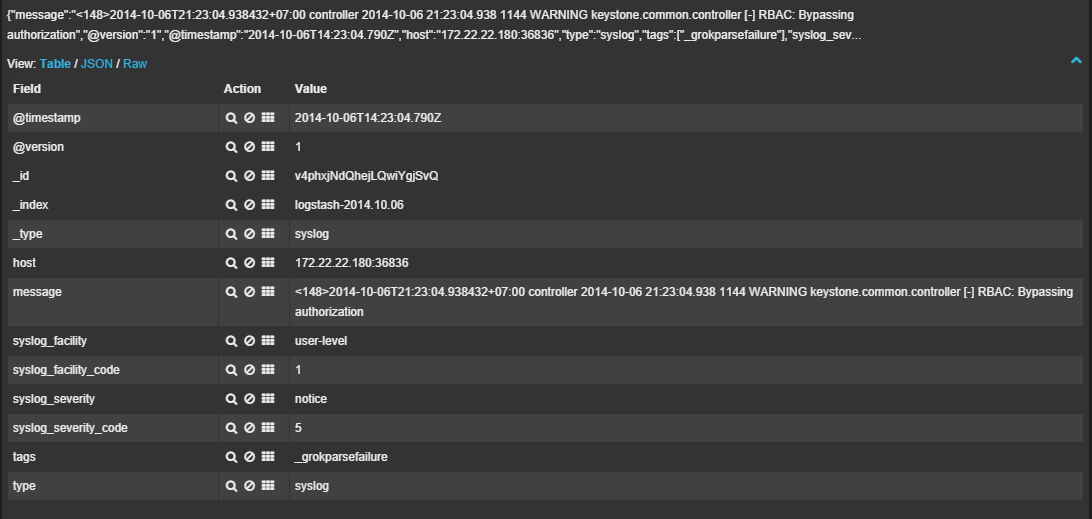 {"message":"<148>2014-10-06T21:23:04.938432+07:00 controller 2014-10-06 21:23:04.938 1144 WARNING keystone.common.controller [-] RBAC: Bypassing
authorization","@version":"1","@timestamp":"2014-10-06T14:23:04.790Z","host":"172.22.22.180:36836","type":"syslog","tags":["_grokparsefailure"],"syslog_sev...
View: Table / JSON / Raw
Field Action Value
@timestamp 2014-10-06T14:23:04.790Z
@version 1
_id v4phxjNdQhejLQwiYgjSvQ
_index logstash-2014.10.06
_type syslog
host 172.22.22.180:36836
message <148>2014-10-06T21:23:04.938432+07:00 controller 2014-10-06 21:23:04.938 1144 WARNING keystone.common.controller [-] RBAC: Bypassing
authorization
syslog_facility user-level
syslog_facility_code 1
syslog_severity notice
syslog_severity_code 5
tags _grokparsefailure
type syslog